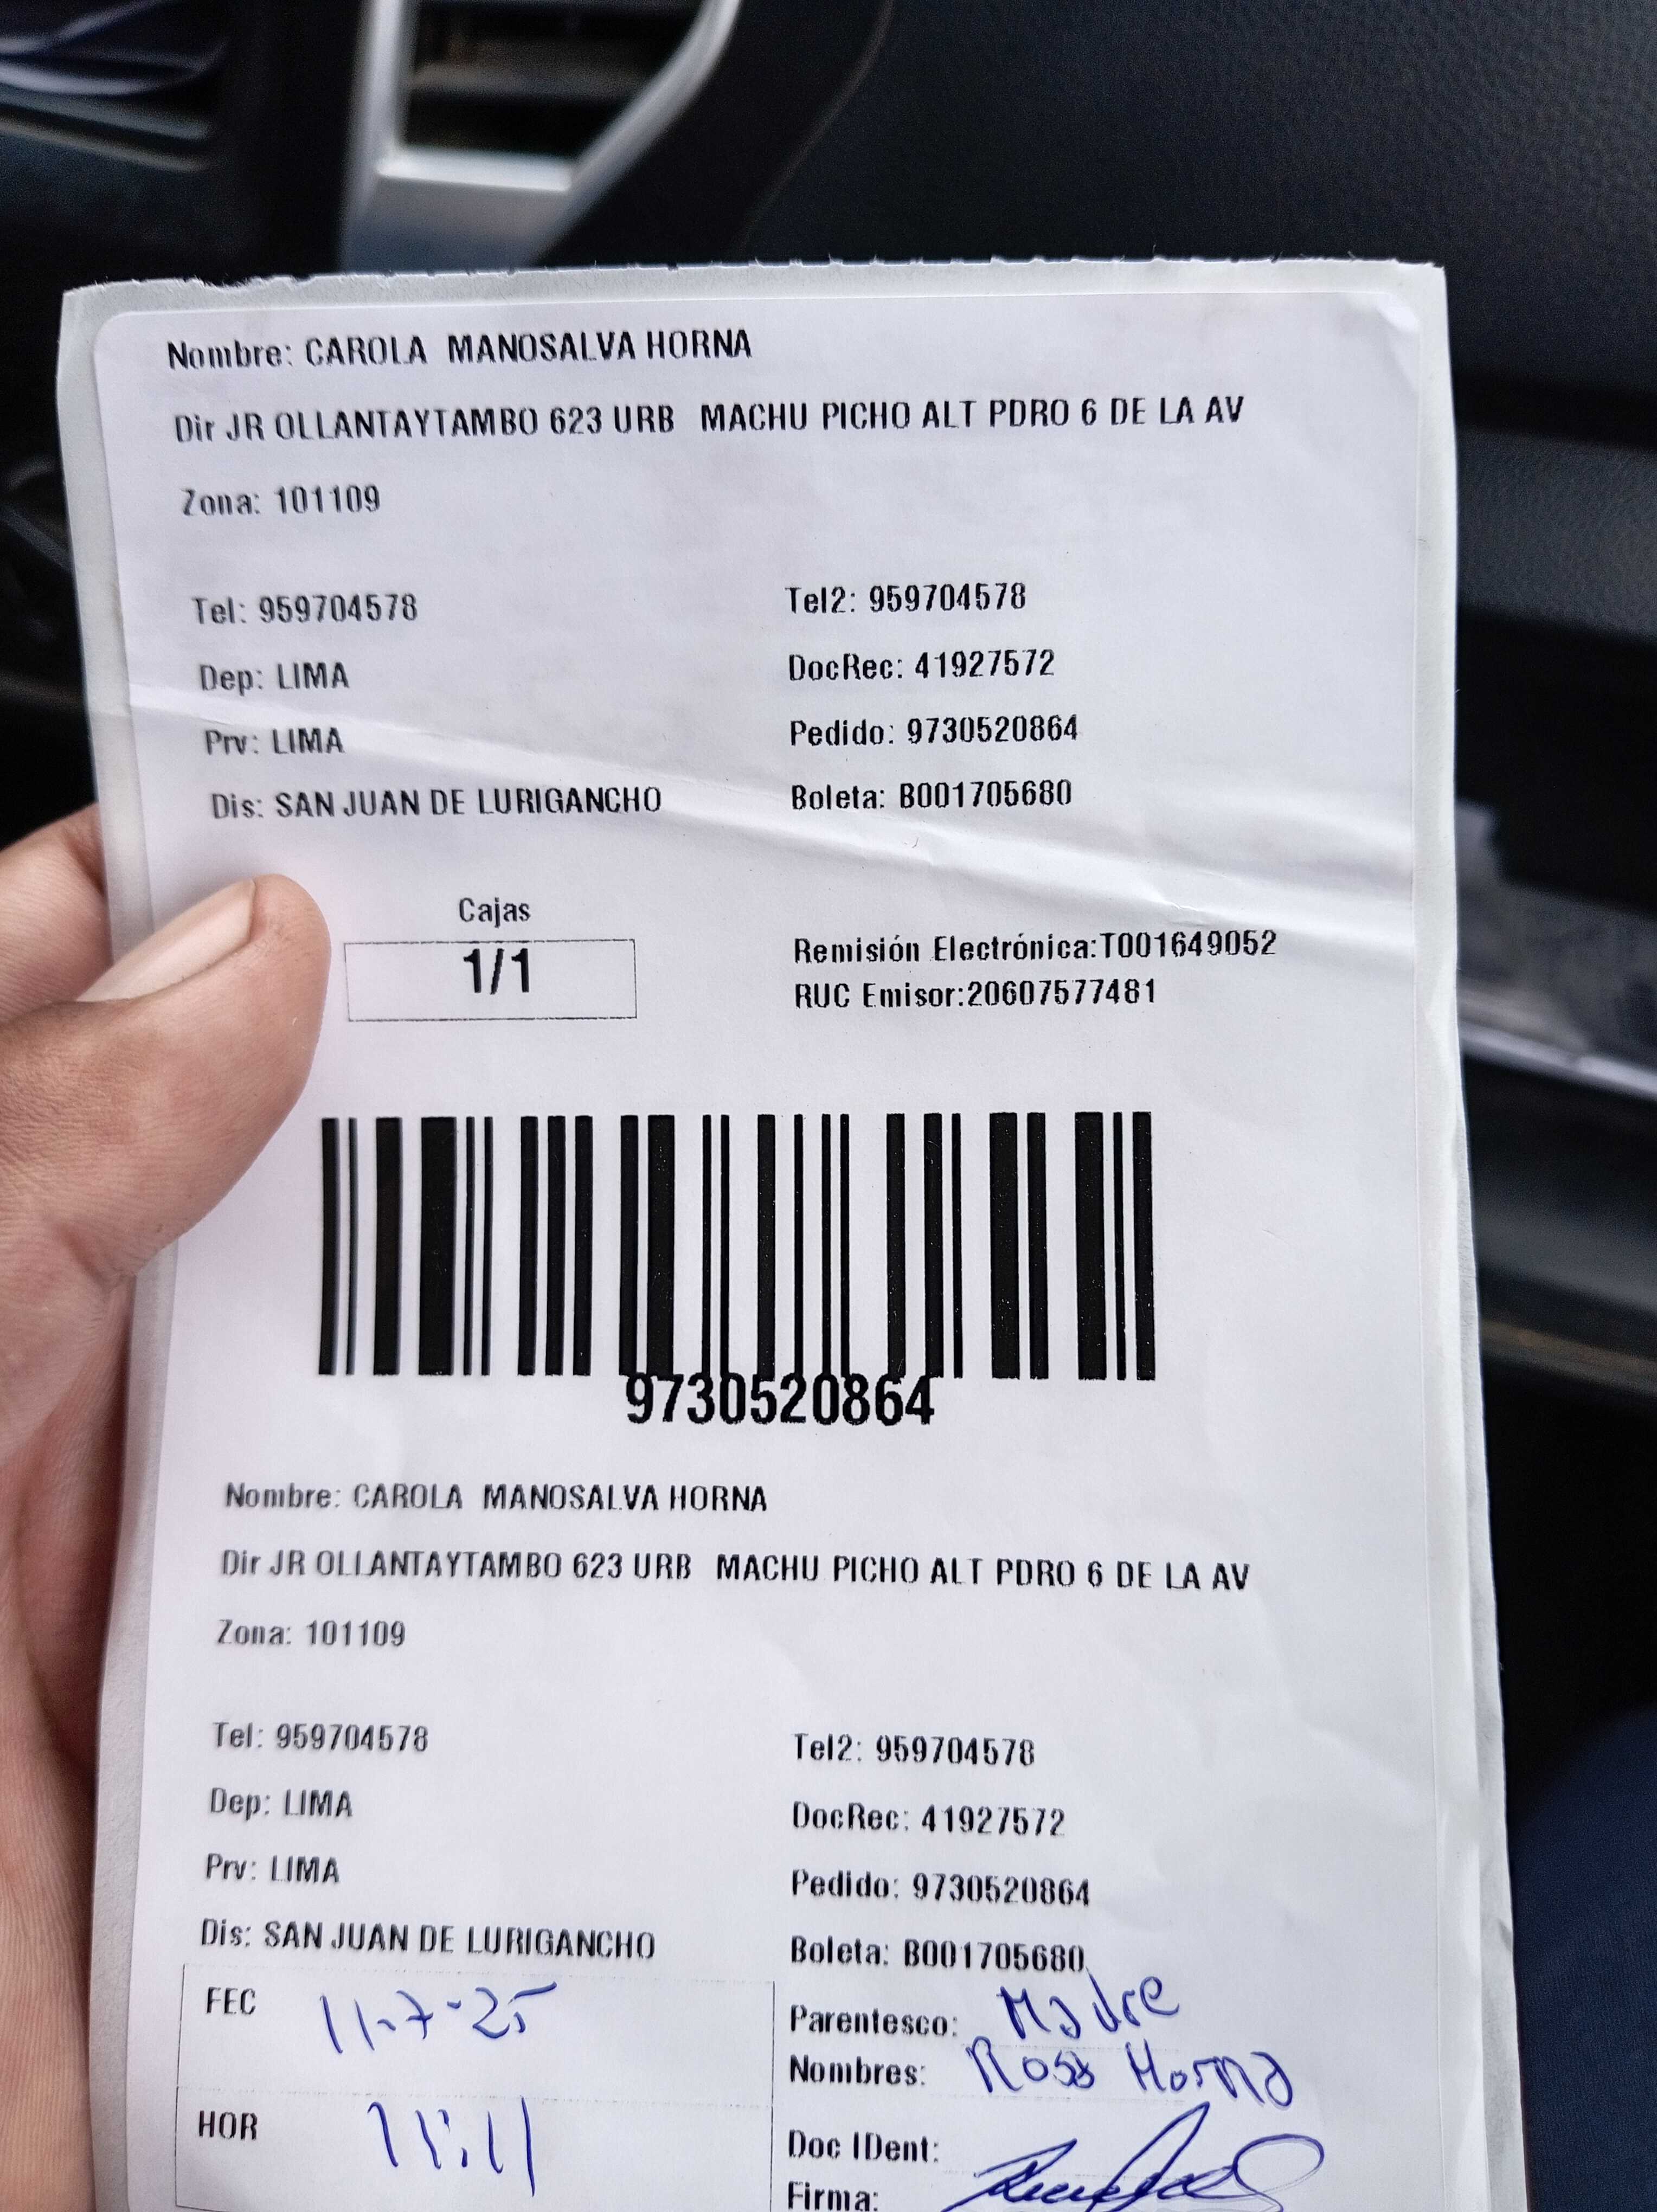 Nombre: CAROLA MANOSALVA HORNA
Dir JR OLLANTAYTAMBO 623 URB MACHU PICHO ALT PDRO 6 DE LA AV
Zona: 101109
Tel: 959704578 Tel2: 959704578
Dep: LIMA DocRec: 41927572
Prv: LIMA Pedido: 9730520864
Dis: SAN JUAN DE LURIGANCHO Boleta: B001705680
Cajas
1/1
Remisión Electrónica:T001649052
RUC Emisor:20607577481
9730520864
Nombre: CAROLA MANOSALVA HORNA
Dir JR OLLANTAYTAMBO 623 URB MACHU PICHO ALT PDRO 6 DE LA AV
Zona: 101109
Tel: 959704578 Tel2: 959704578
Dep: LIMA DocRec: 41927572
Prv: LIMA Pedido: 9730520864
Dis: SAN JUAN DE LURIGANCHO Boleta: B001705680
FEC 11-7-25
Parentesco: Madre
Nombres: Rosa Horna
HOR 11:11
Doc IDent:
Firma: